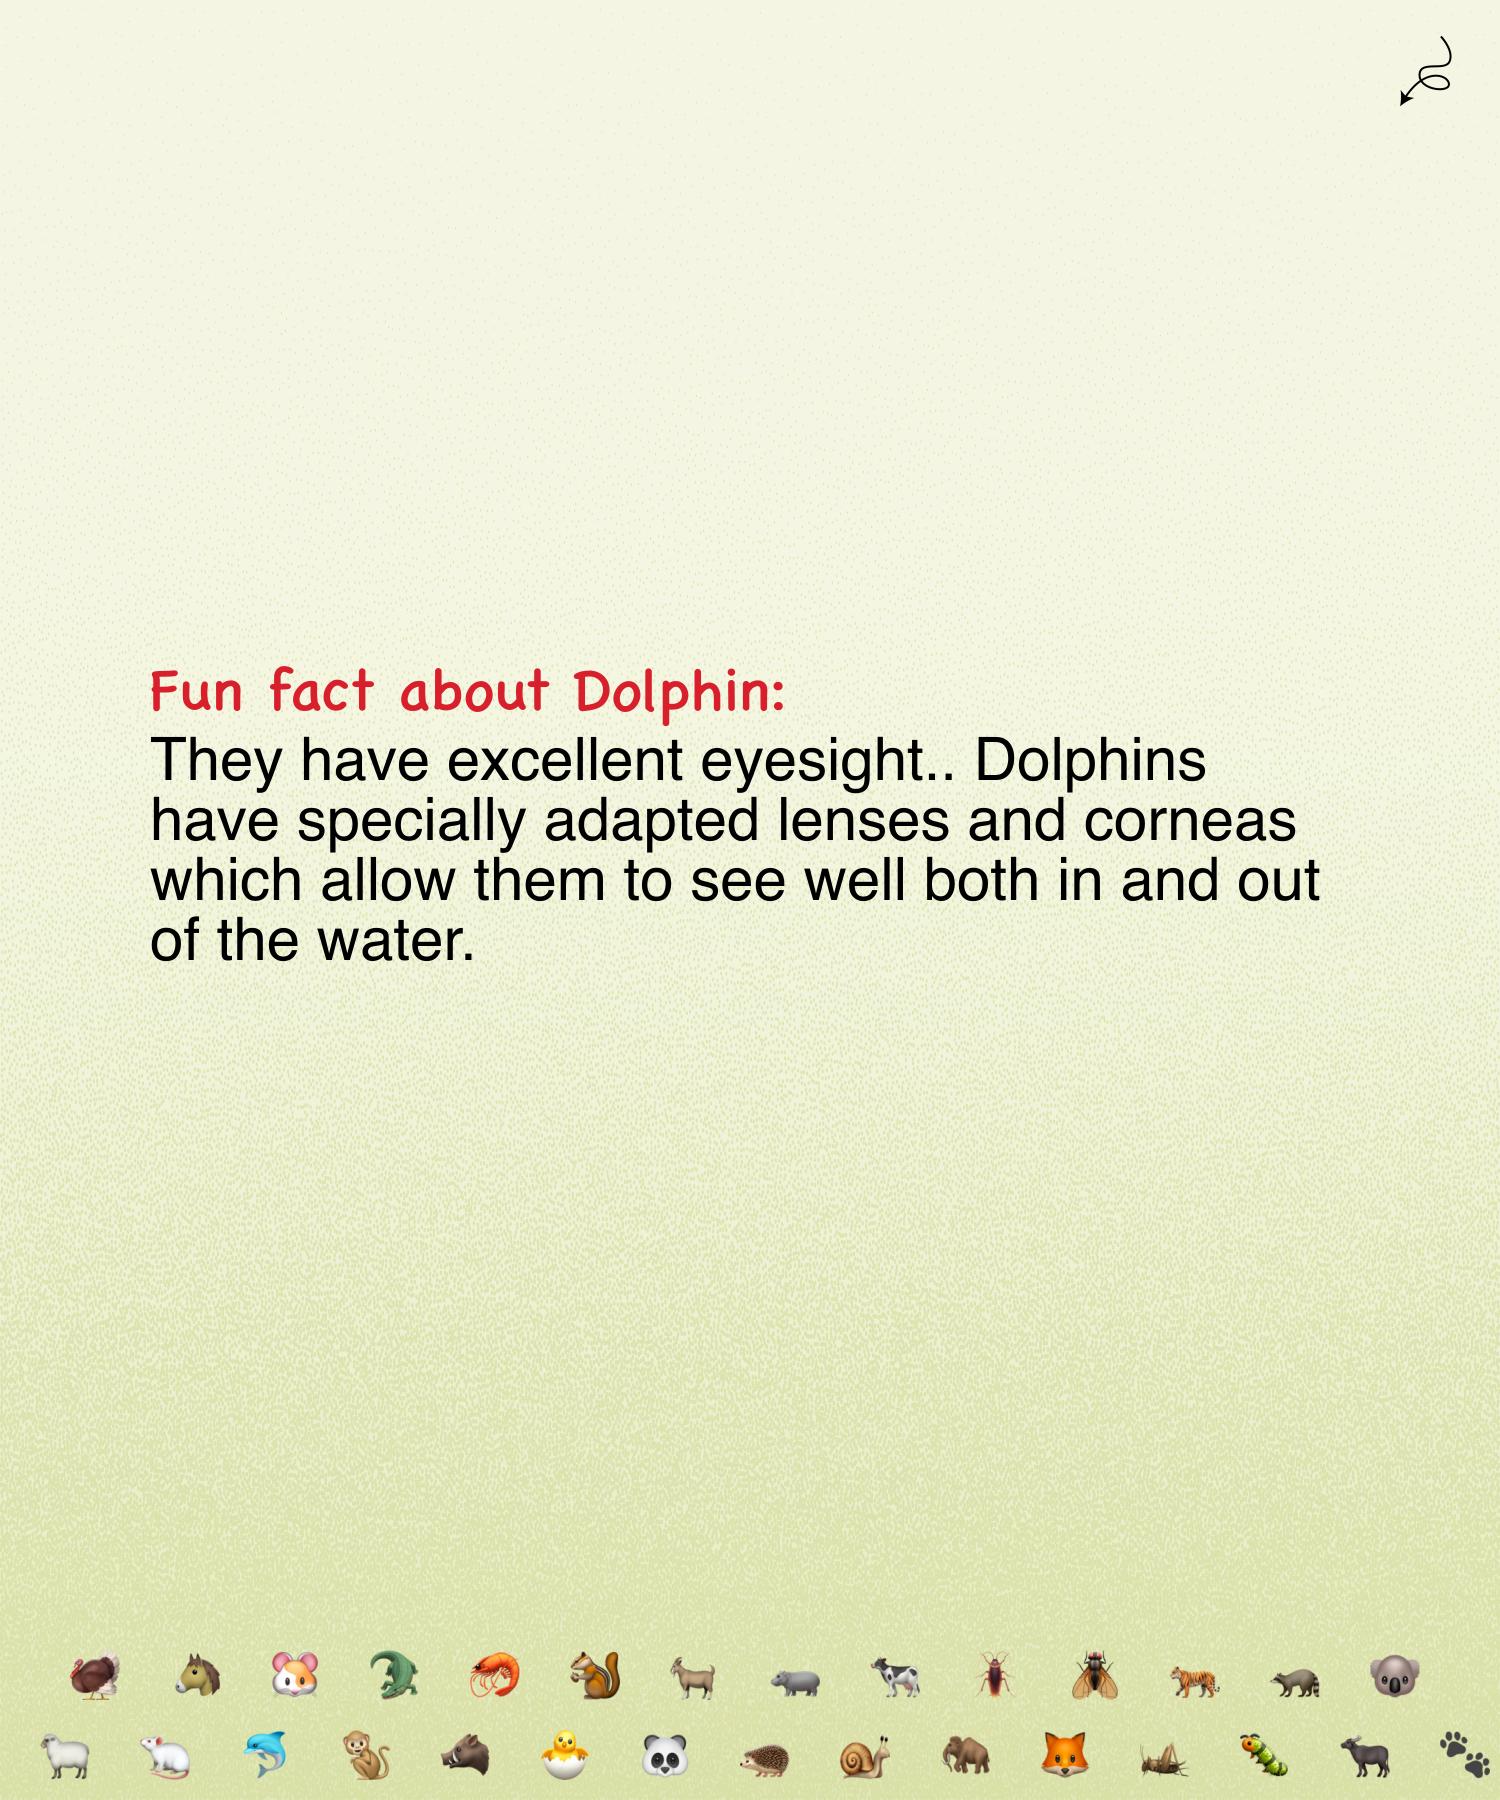 Fun fact about Dolphin:
They have excellent eyesight.. Dolphins
have specially adapted lenses and corneas
which allow them to see well both in and out
of the water.